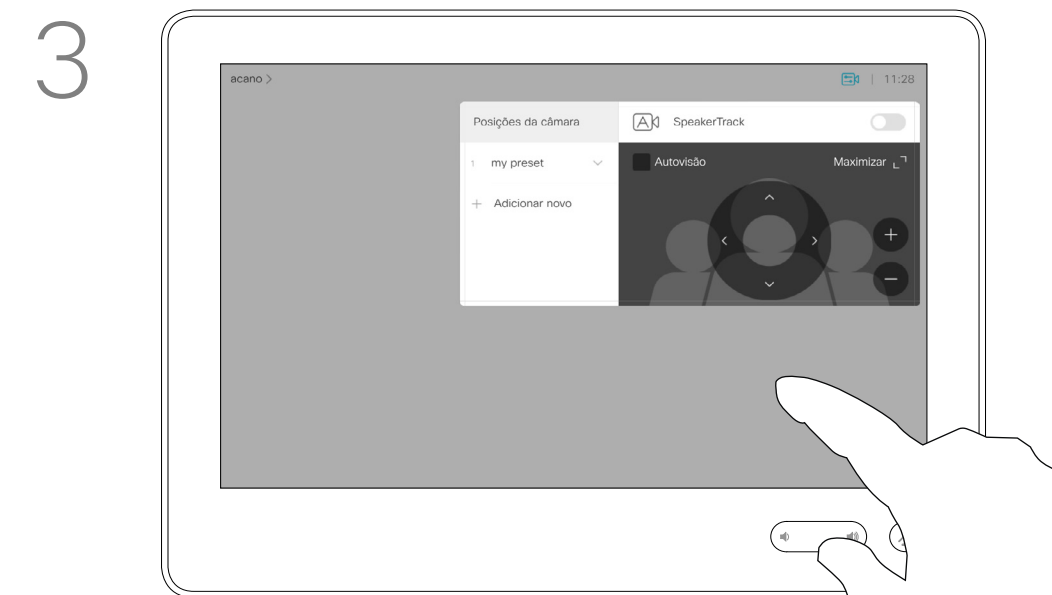 3
acano >
| 11:28
Posições da câmara
SpeakerTrack
1 my preset
Autovisão
Maximizar
+ Adicionar novo
+
−